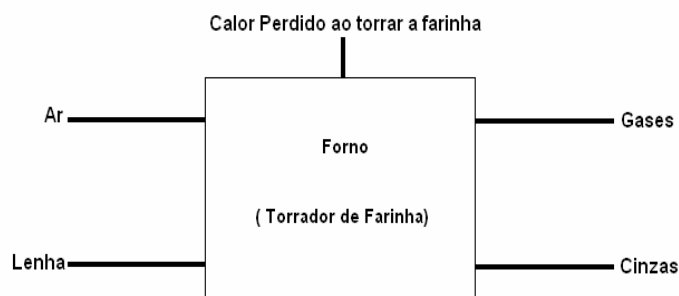 Calor Perdido ao torrar a farinha
Ar
Gases
Forno
( Torrador de Farinha)
Lenha
Cinzas